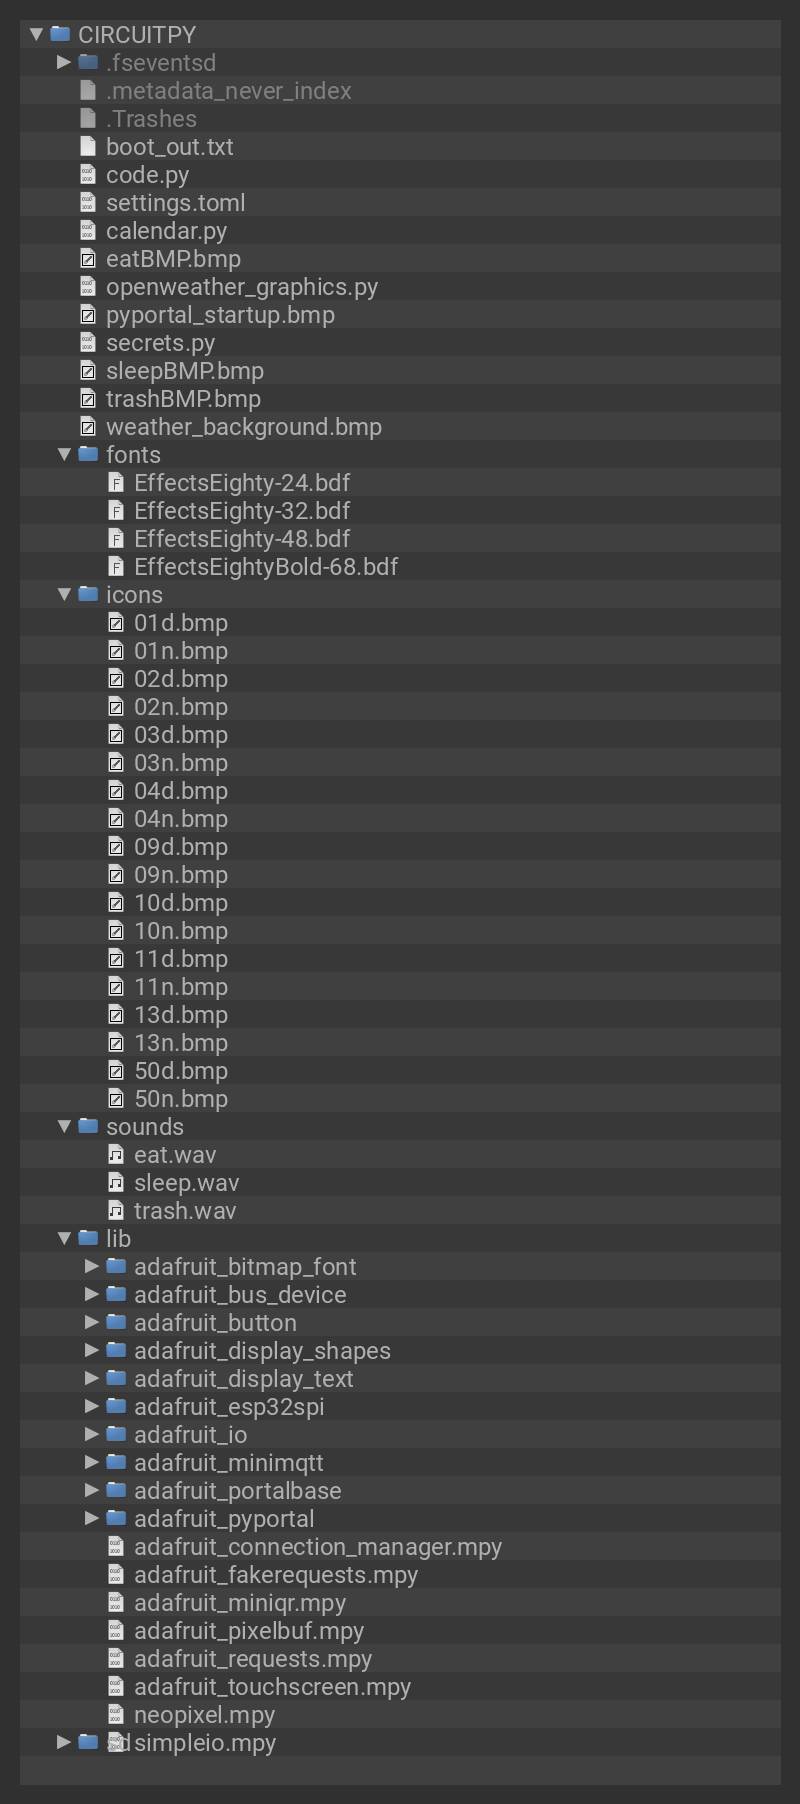 CIRCUITPY
.fseventsd
.metadata_never_index
.Trashes
boot_out.txt
code.py
settings.toml
calendar.py
eatBMP.bmp
openweather_graphics.py
pyportal_startup.bmp
secrets.py
sleepBMP.bmp
trashBMP.bmp
weather_background.bmp
fonts
EffectsEighty-24.bdf
EffectsEighty-32.bdf
EffectsEighty-48.bdf
EffectsEightyBold-68.bdf
icons
01d.bmp
01n.bmp
02d.bmp
02n.bmp
03d.bmp
03n.bmp
04d.bmp
04n.bmp
09d.bmp
09n.bmp
10d.bmp
10n.bmp
11d.bmp
11n.bmp
13d.bmp
13n.bmp
50d.bmp
50n.bmp
sounds
eat.wav
sleep.wav
trash.wav
lib
adafruit_bitmap_font
adafruit_bus_device
adafruit_button
adafruit_display_shapes
adafruit_display_text
adafruit_esp32spi
adafruit_io
adafruit_minimqtt
adafruit_portalbase
adafruit_pyportal
adafruit_connection_manager.mpy
adafruit_fakerequests.mpy
adafruit_miniqr.mpy
adafruit_pixelbuf.mpy
adafruit_requests.mpy
adafruit_touchscreen.mpy
neopixel.mpy
sd simpleio.mpy